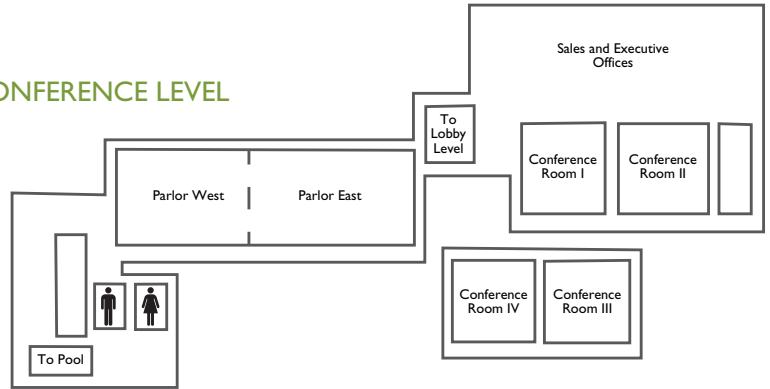 ONFERENCE LEVEL
Sales and Executive
Offices
To
Lobby
Level
Conference
Room I
Conference
Room II
Parlor West
Parlor East
Conference
Room IV
Conference
Room III
To Pool